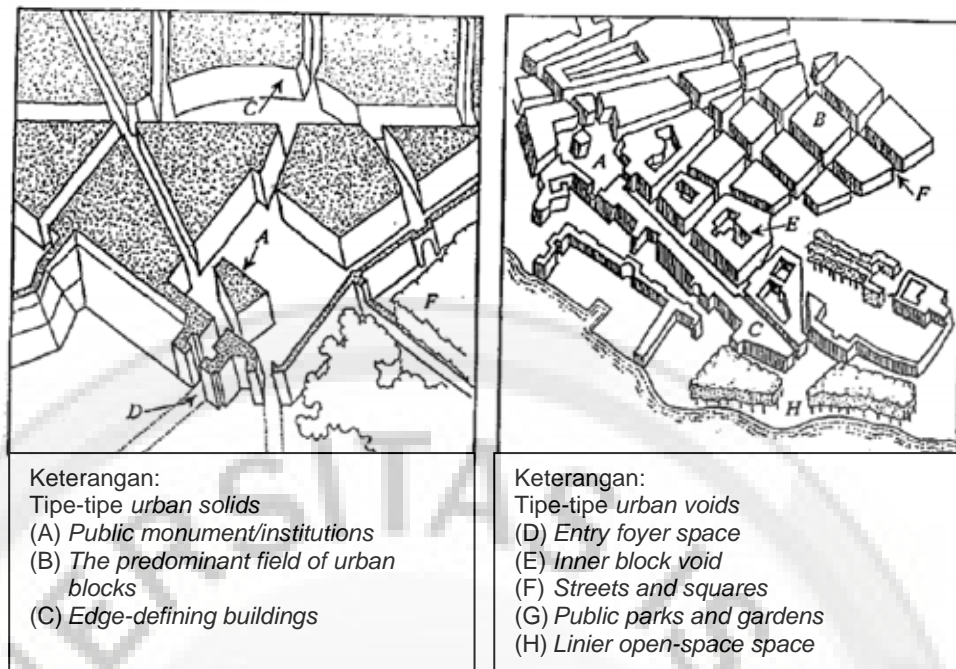 C
A
F
D
A
B
F
E
C
H
Keterangan:
Tipe-tipe urban solids
(A) Public monument/institutions
(B) The predominant field of urban
blocks
(C) Edge-defining buildings
Keterangan:
Tipe-tipe urban voids
(D) Entry foyer space
(E) Inner block void
(F) Streets and squares
(G) Public parks and gardens
(H) Linier open-space space